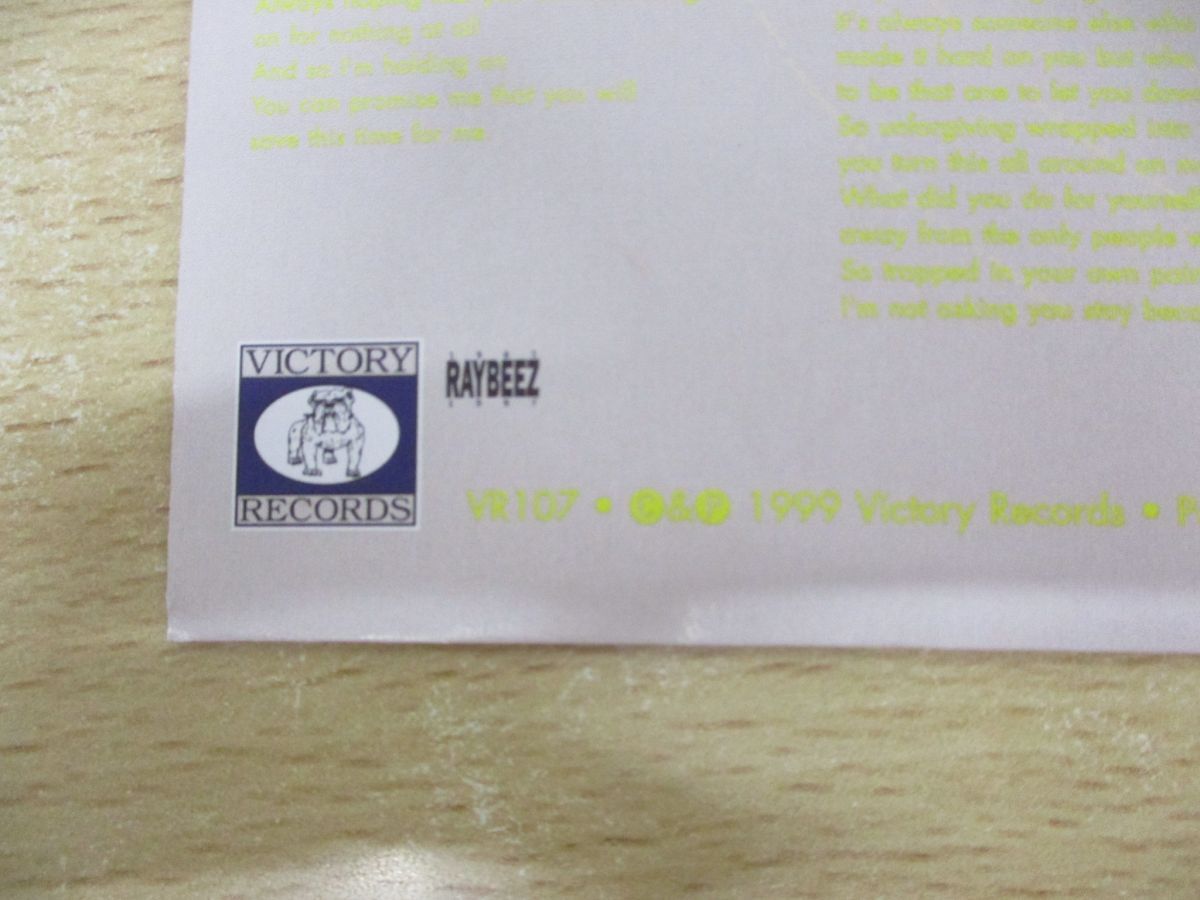 Always hoping
on for nothing at all
And so I'm holding on
You can promise me that you will
save this time for me.
It's always someone else who
made it hard on you but who
to be that one to let you down
So unforgiving wrapped into
you turn this all around on
What did you do for yourself
away from the only people
So trapped in your own pain
I'm not asking you stay
VICTORY
RECORDS
RAYBEEZ
VR107 • ©&℗ 1999 Victory Records • P